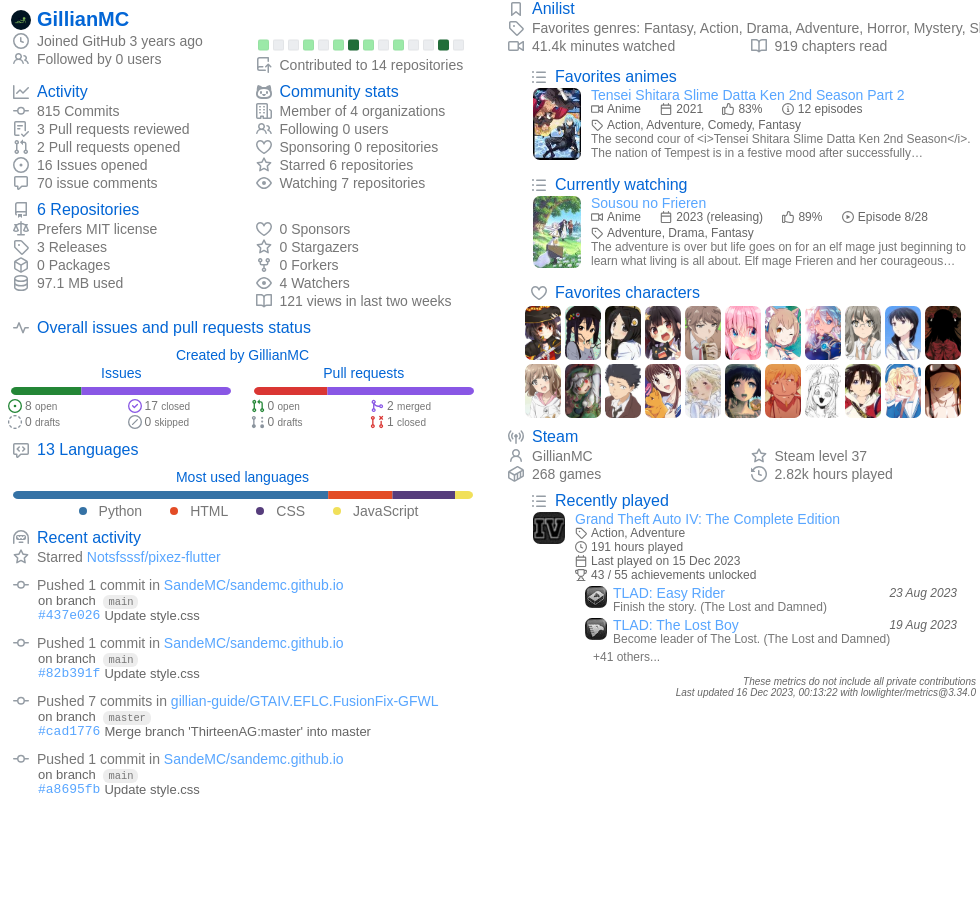 GillianMC
Joined GitHub 3 years ago
Followed by 0 users
Contributed to 14 repositories
Activity
815 Commits
3 Pull requests reviewed
2 Pull requests opened
16 Issues opened
70 issue comments
Community stats
Member of 4 organizations
Following 0 users
Sponsoring 0 repositories
Starred 6 repositories
Watching 7 repositories
6 Repositories
Prefers MIT license
3 Releases
0 Packages
97.1 MB used
0 Sponsors
0 Stargazers
0 Forkers
4 Watchers
121 views in last two weeks
Overall issues and pull requests status
Created by GillianMC
Issues
8 open
17 closed
0 drafts
0 skipped
Pull requests
0 open
2 merged
0 drafts
1 closed
13 Languages
Most used languages
Python HTML CSS JavaScript
Recent activity
Starred Notsfsssf/pixez-flutter
Pushed 1 commit in SandeMC/sandemc.github.io
on branch main
#437e026 Update style.css
Pushed 1 commit in SandeMC/sandemc.github.io
on branch main
#82b391f Update style.css
Pushed 7 commits in gillian-guide/GTAIV.EFLC.FusionFix-GFWL
on branch master
#cad1776 Merge branch 'ThirteenAG:master' into master
Pushed 1 commit in SandeMC/sandemc.github.io
on branch main
#a8695fb Update style.css
Anilist
Favorites genres: Fantasy, Action, Drama, Adventure, Horror, Mystery, Sl
41.4k minutes watched
919 chapters read
Favorites animes
Tensei Shitara Slime Datta Ken 2nd Season Part 2
Anime 2021 83% 12 episodes
Action, Adventure, Comedy, Fantasy
The second cour of <i>Tensei Shitara Slime Datta Ken 2nd Season</i>.
The nation of Tempest is in a festive mood after successfully…
Currently watching
Sousou no Frieren
Anime 2023 (releasing) 89% Episode 8/28
Adventure, Drama, Fantasy
The adventure is over but life goes on for an elf mage just beginning to
learn what living is all about. Elf mage Frieren and her courageous…
Favorites characters
Steam
GillianMC
Steam level 37
268 games
2.82k hours played
Recently played
IV
Grand Theft Auto IV: The Complete Edition
Action, Adventure
191 hours played
Last played on 15 Dec 2023
43 / 55 achievements unlocked
TLAD: Easy Rider 23 Aug 2023
Finish the story. (The Lost and Damned)
TLAD: The Lost Boy 19 Aug 2023
Become leader of The Lost. (The Lost and Damned)
+41 others...
These metrics do not include all private contributions
Last updated 16 Dec 2023, 00:13:22 with lowlighter/metrics@3.34.0